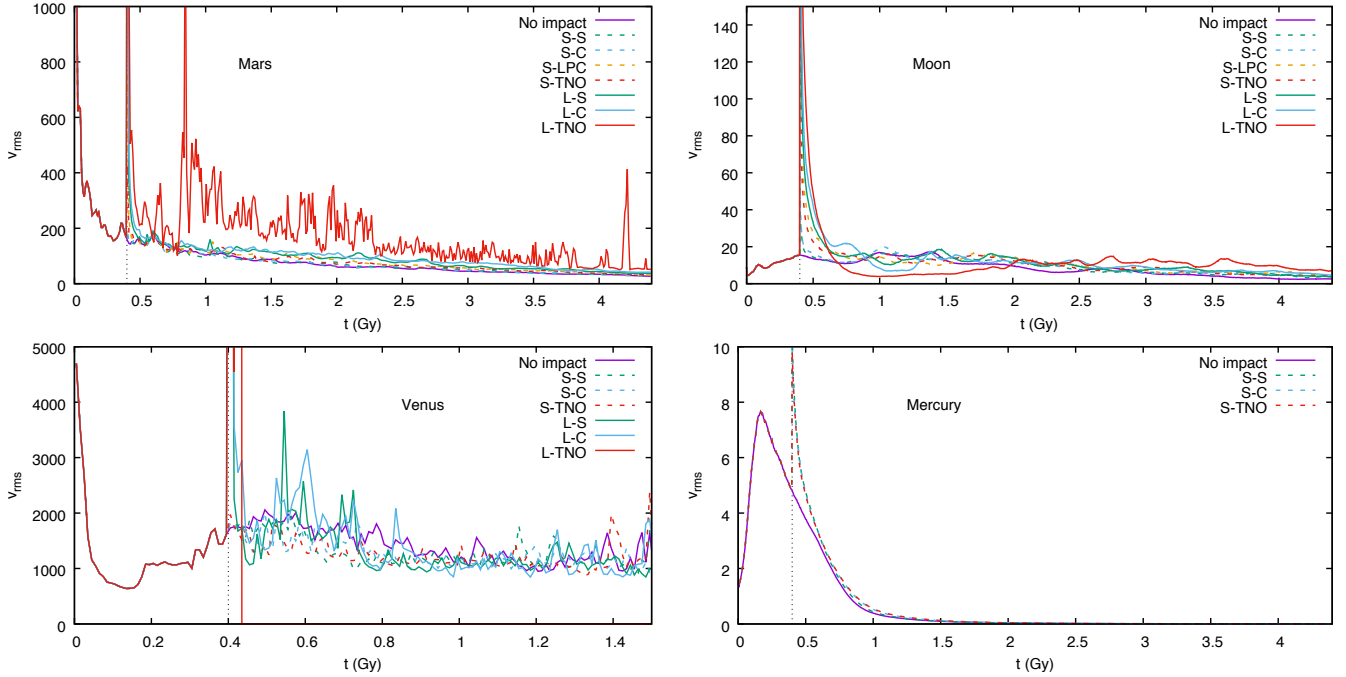 1000
800
600
400
200
0
v_rms
0
0.5
1
1.5
2
2.5
3
3.5
4
t (Gy)
Mars
No impact
S-S
S-C
S-LPC
S-TNO
L-S
L-C
L-TNO
140
120
100
80
60
40
20
0
v_rms
0
0.5
1
1.5
2
2.5
3
3.5
4
t (Gy)
Moon
No impact
S-S
S-C
S-LPC
S-TNO
L-S
L-C
L-TNO
5000
4000
3000
2000
1000
0
v_rms
0
0.2
0.4
0.6
0.8
1
1.2
1.4
t (Gy)
Venus
No impact
S-S
S-C
S-TNO
L-S
L-C
L-TNO
10
8
6
4
2
0
v_rms
0
0.5
1
1.5
2
2.5
3
3.5
4
t (Gy)
Mercury
No impact
S-S
S-C
S-TNO